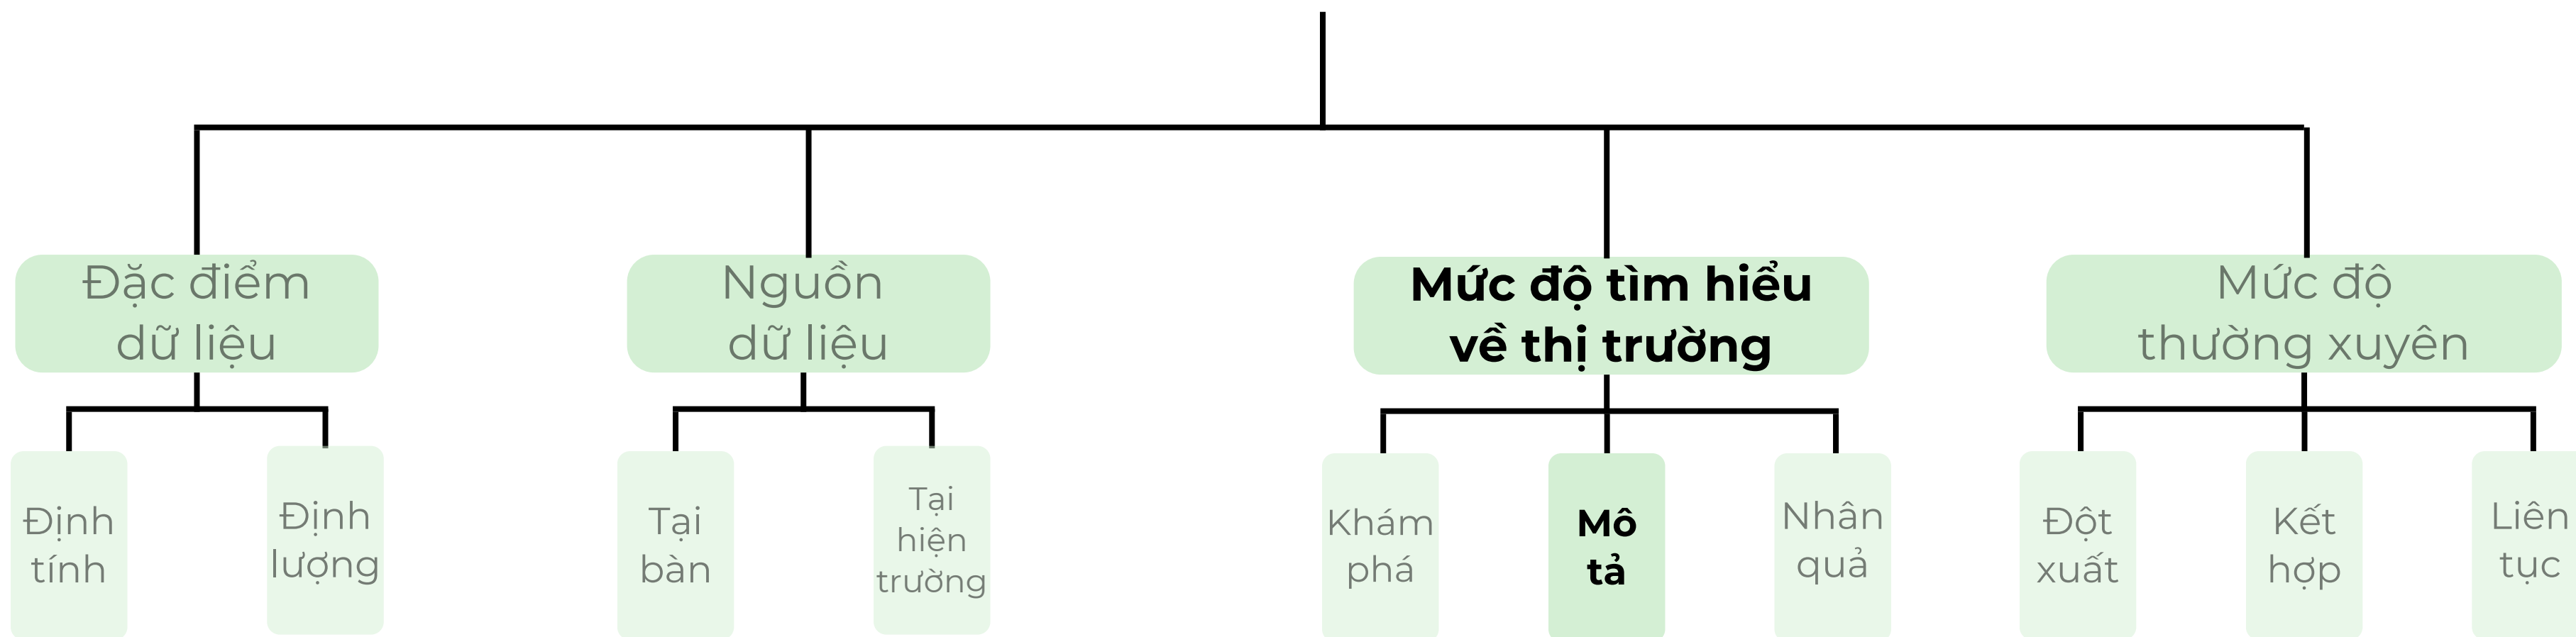 Đặc điểm
dữ liệu
Nguồn
dữ liệu
Mức độ tìm hiểu
về thị trường
Mức độ
thường xuyên
Định
tính
Định
lượng
Tại
bàn
Tại
hiện
trường
Khám
phá
Mô
tả
Nhân
quả
Đột
xuất
Kết
hợp
Liên
tục